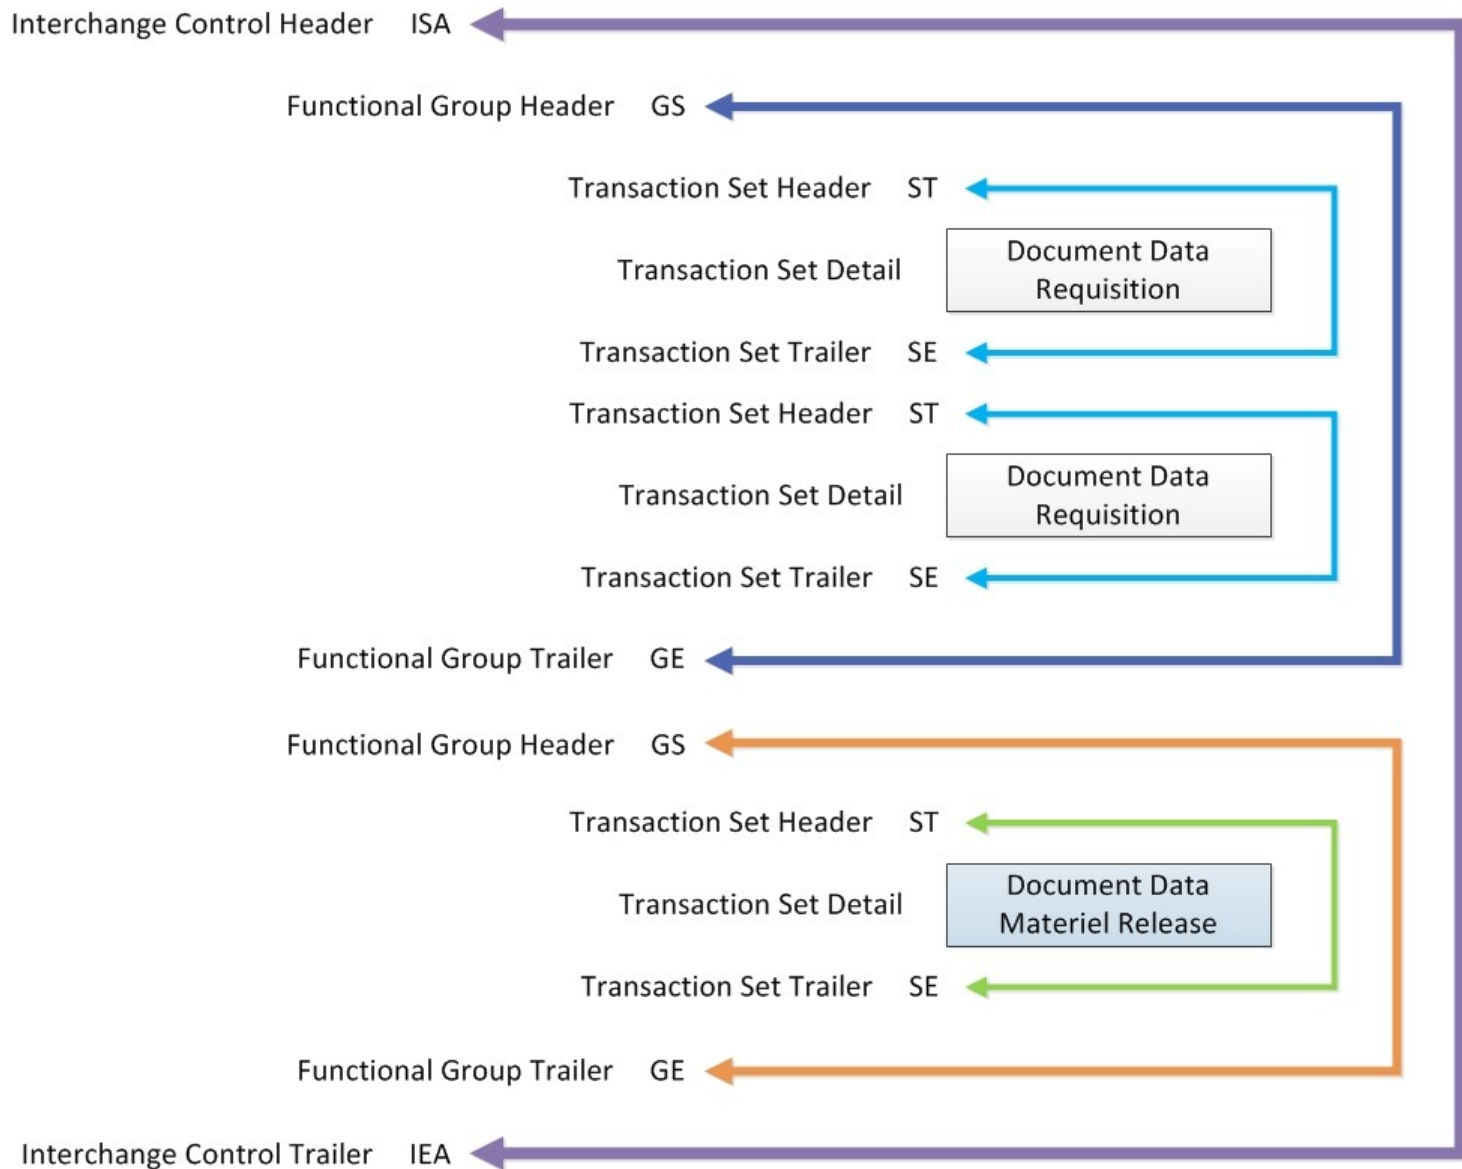 Interchange Control Header ISA
Functional Group Header GS
Transaction Set Header ST
Transaction Set Detail
Document Data
Requisition
Transaction Set Trailer SE
Transaction Set Header ST
Transaction Set Detail
Document Data
Requisition
Transaction Set Trailer SE
Functional Group Trailer GE
Functional Group Header GS
Transaction Set Header ST
Transaction Set Detail
Document Data
Materiel Release
Transaction Set Trailer SE
Functional Group Trailer GE
Interchange Control Trailer IEA